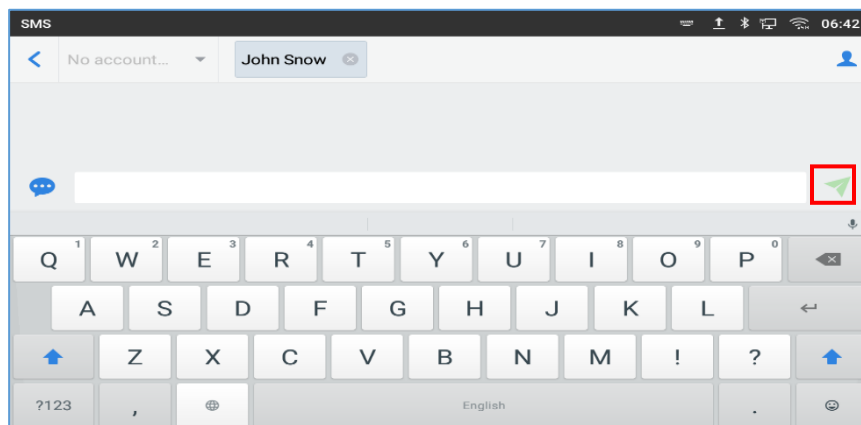 SMS 06:42
No account... John Snow
Q 1 W 2 E 3 R 4 T 5 Y 6 U 7 I 8 O 9 P 0
A S D F G H J K L
Z X C V B N M ! ?
?123 , English .